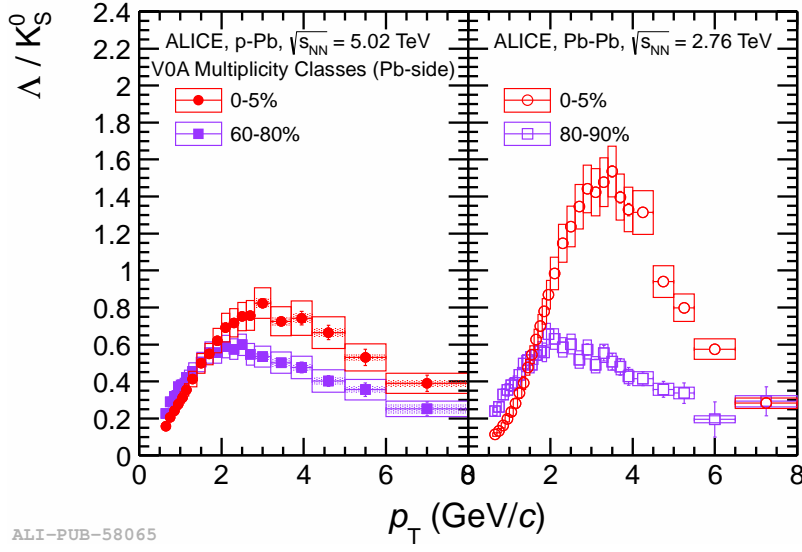 Λ / K⁰_S
2.4
2.2
2
1.8
1.6
1.4
1.2
1
0.8
0.6
0.4
0.2
0
ALICE, p-Pb, √s_NN = 5.02 TeV
V0A Multiplicity Classes (Pb-side)
0-5%
60-80%
ALICE, Pb-Pb, √s_NN = 2.76 TeV
0-5%
80-90%
0 2 4 6 8
0 2 4 6 8
p_T (GeV/c)
ALI-PUB-58065